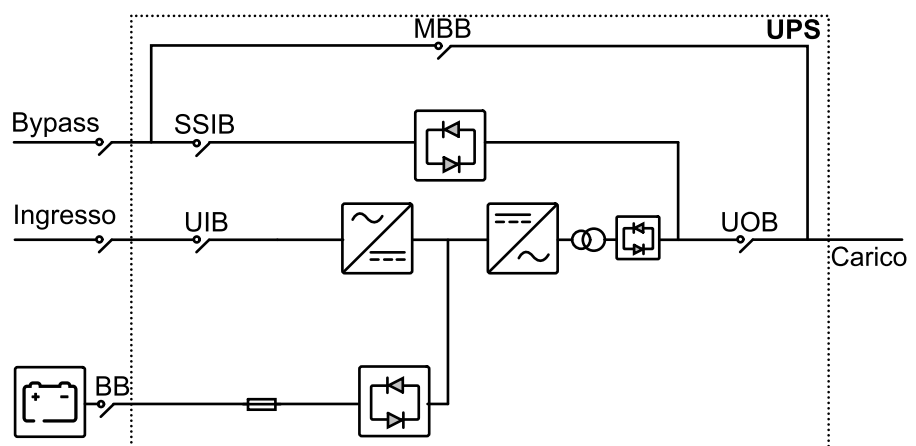 MBB
UPS
Bypass
SSIB
Ingresso
UIB
UOB
Carico
BB